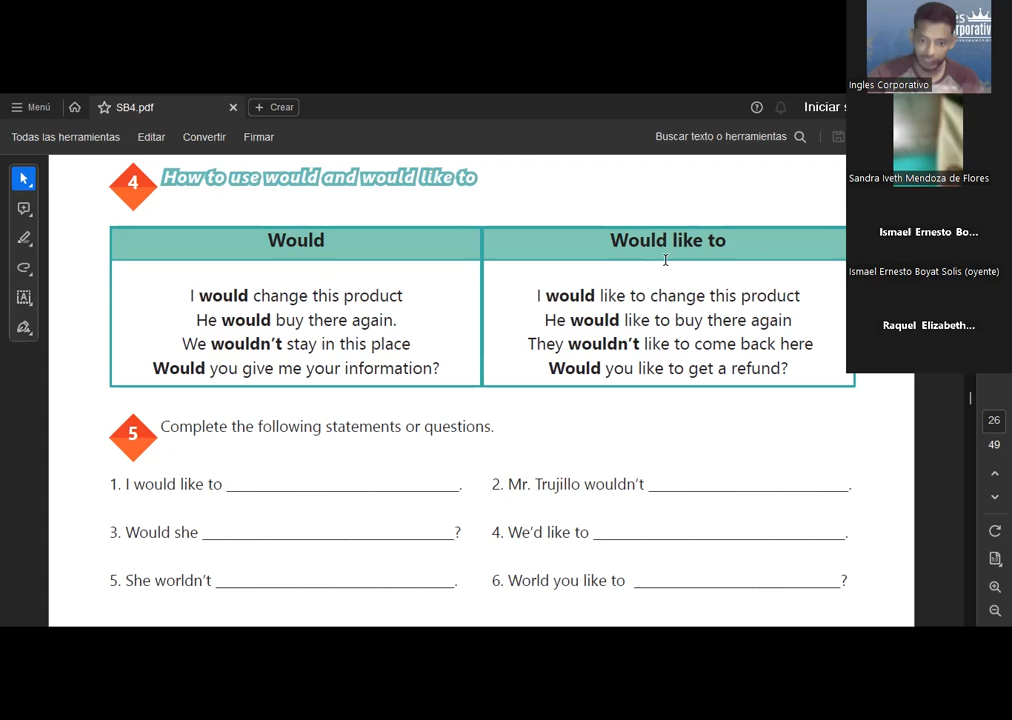 Menú
SB4.pdf
Crear
Iniciar s
Todas las herramientas
Editar
Convertir
Firmar
Buscar texto o herramientas
4
How to use would and would like to
Would
Would like to
I would change this product
He would buy there again.
We wouldn't stay in this place
Would you give me your information?
I would like to change this product
He would like to buy there again
They wouldn't like to come back here
Would you like to get a refund?
5
Complete the following statements or questions.
1. I would like to ____________________________.
2. Mr. Trujillo wouldn't ________________________.
3. Would she ______________________________?
4. We'd like to ______________________________.
5. She worldn't ____________________________.
6. World you like to _________________________?
26
49
Ingles Corporativo
Sandra Iveth Mendoza de Flores
Ismael Ernesto Bo...
Ismael Ernesto Boyat Solis (oyente)
Raquel Elizabeth...